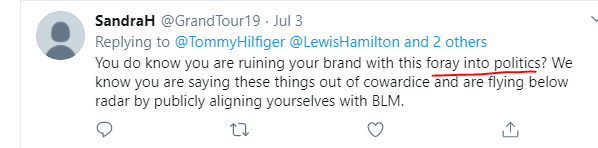 SandraH @GrandTour19 · Jul 3
Replying to @TommyHilfiger @LewisHamilton and 2 others
You do know you are ruining your brand with this foray into politics? We
know you are saying these things out of cowardice and are flying below
radar by publicly aligning yourselves with BLM.